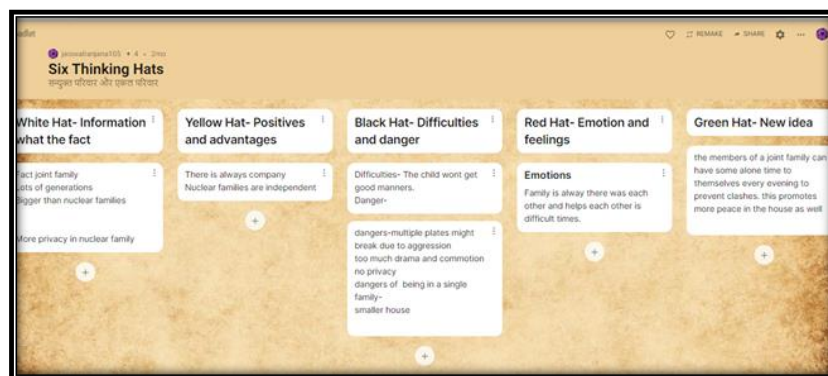 padlet
REMAKE
SHARE
jaiswalranjana105 • 4 • 2mo
Six Thinking Hats
सन्युक्त परिवार और एकल परिवार
White Hat- Information
what the fact
Fact joint family
Lots of generations
Bigger than nuclear families
More privacy in nuclear family
Yellow Hat- Positives
and advantages
There is always company
Nuclear families are independent
Black Hat- Difficulties
and danger
Difficulties- The child wont get
good manners.
Danger-
dangers-multiple plates might
break due to aggression
too much drama and commotion
no privacy
dangers of being in a single
family-
smaller house
Red Hat- Emotion and
feelings
Emotions
Family is alway there was each
other and helps each other is
difficult times.
Green Hat- New idea
the members of a joint family can
have some alone time to
themselves every evening to
prevent clashes. this promotes
more peace in the house as well